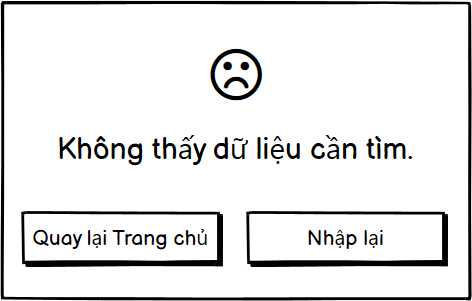 Không thấy dữ liệu cần tìm.
Quay lại Trang chủ
Nhập lại